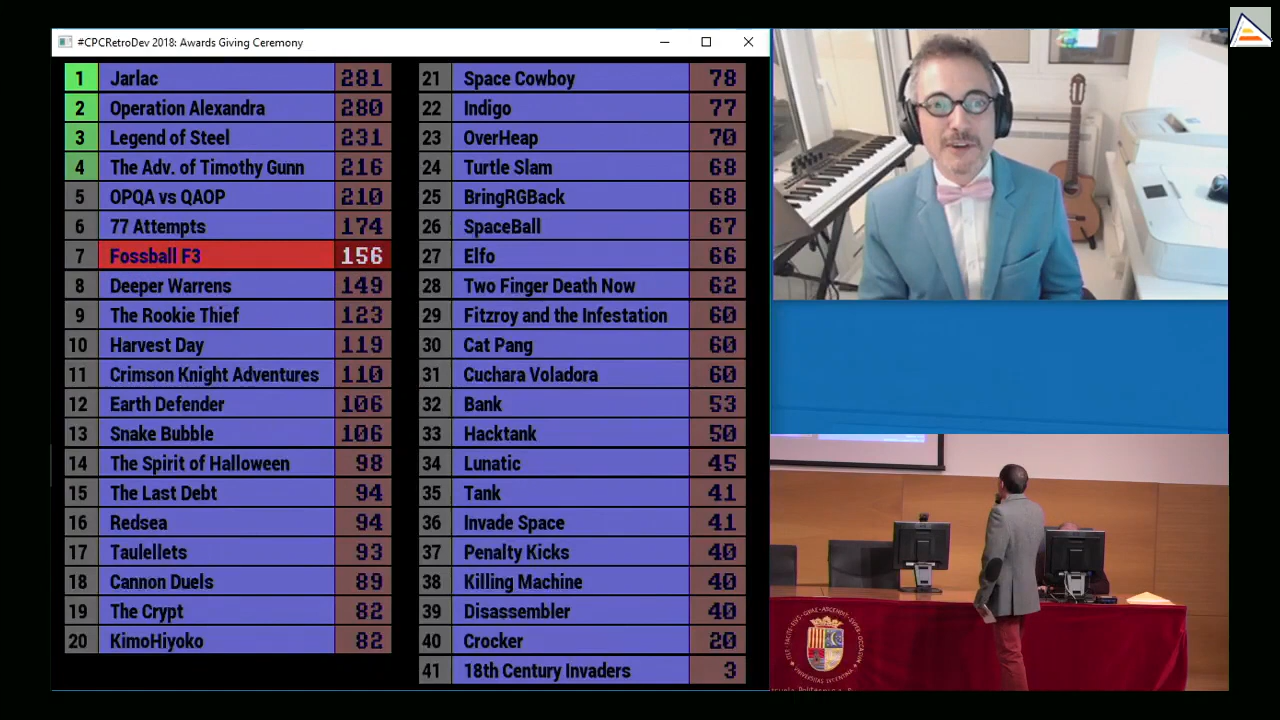 #CPCRetroDev 2018: Awards Giving Ceremony
1 Jarlac 281
2 Operation Alexandra 280
3 Legend of Steel 231
4 The Adv. of Timothy Gunn 216
5 OPQA vs QAOP 210
6 77 Attempts 174
7 Fossball F3 156
8 Deeper Warrens 149
9 The Rookie Thief 123
10 Harvest Day 119
11 Crimson Knight Adventures 110
12 Earth Defender 106
13 Snake Bubble 106
14 The Spirit of Halloween 98
15 The Last Debt 94
16 Redsea 94
17 Taulellets 93
18 Cannon Duels 89
19 The Crypt 82
20 KimoHiyoko 82
21 Space Cowboy 78
22 Indigo 77
23 OverHeap 70
24 Turtle Slam 68
25 BringRGBack 68
26 SpaceBall 67
27 Elfo 66
28 Two Finger Death Now 62
29 Fitzroy and the Infestation 60
30 Cat Pang 60
31 Cuchara Voladora 60
32 Bank 53
33 Hacktank 50
34 Lunatic 45
35 Tank 41
36 Invade Space 41
37 Penalty Kicks 40
38 Killing Machine 40
39 Disassembler 40
40 Crocker 20
41 18th Century Invaders 3